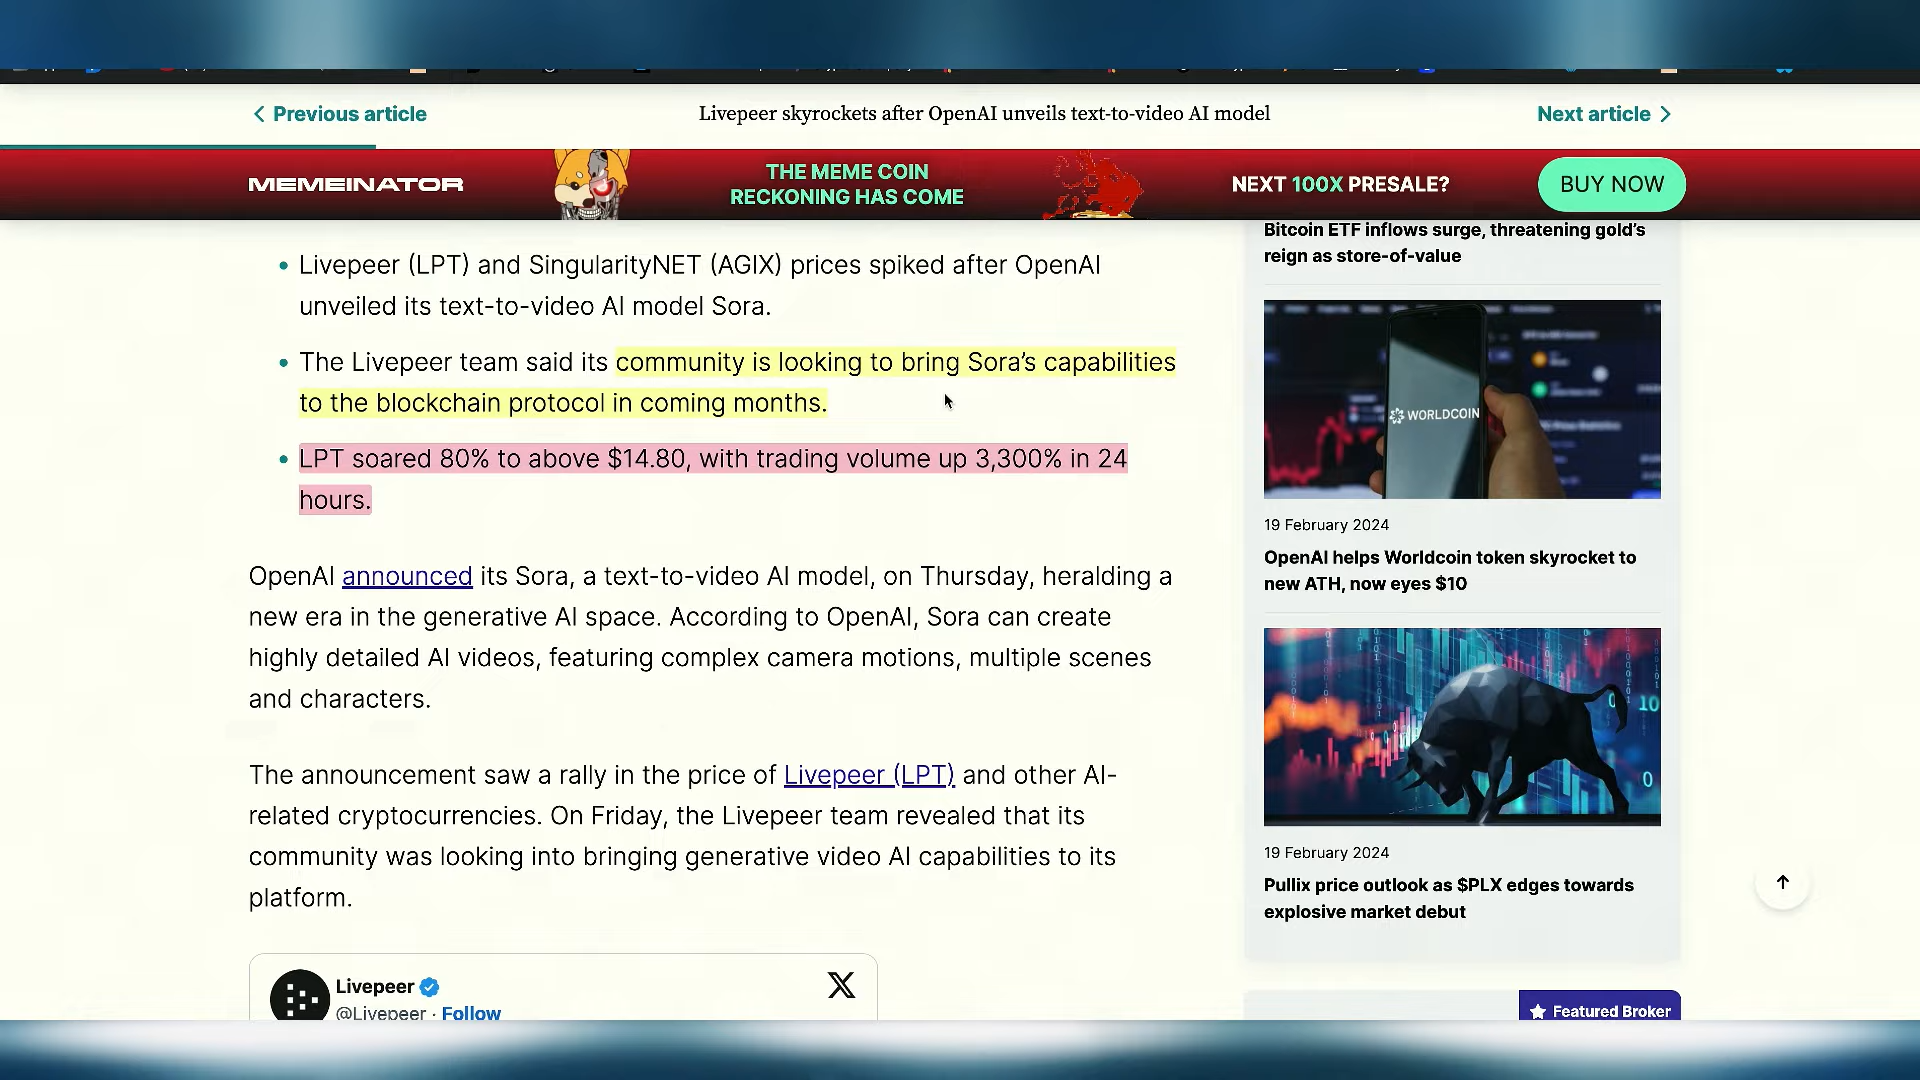 Previous article
Livepeer skyrockets after OpenAI unveils text-to-video AI model
Next article
MEMEINATOR
THE MEME COIN
RECKONING HAS COME
NEXT 100X PRESALE?
BUY NOW
Livepeer (LPT) and SingularityNET (AGIX) prices spiked after OpenAI
unveiled its text-to-video AI model Sora.
The Livepeer team said its community is looking to bring Sora’s capabilities
to the blockchain protocol in coming months.
LPT soared 80% to above $14.80, with trading volume up 3,300% in 24
hours.
OpenAI announced its Sora, a text-to-video AI model, on Thursday, heralding a
new era in the generative AI space. According to OpenAI, Sora can create
highly detailed AI videos, featuring complex camera motions, multiple scenes
and characters.
The announcement saw a rally in the price of Livepeer (LPT) and other AI-
related cryptocurrencies. On Friday, the Livepeer team revealed that its
community was looking into bringing generative video AI capabilities to its
platform.
Livepeer
@Livepeer · Follow
Bitcoin ETF inflows surge, threatening gold’s
reign as store-of-value
WORLDCOIN
19 February 2024
OpenAI helps Worldcoin token skyrocket to
new ATH, now eyes $10
19 February 2024
Pullix price outlook as $PLX edges towards
explosive market debut
Featured Broker